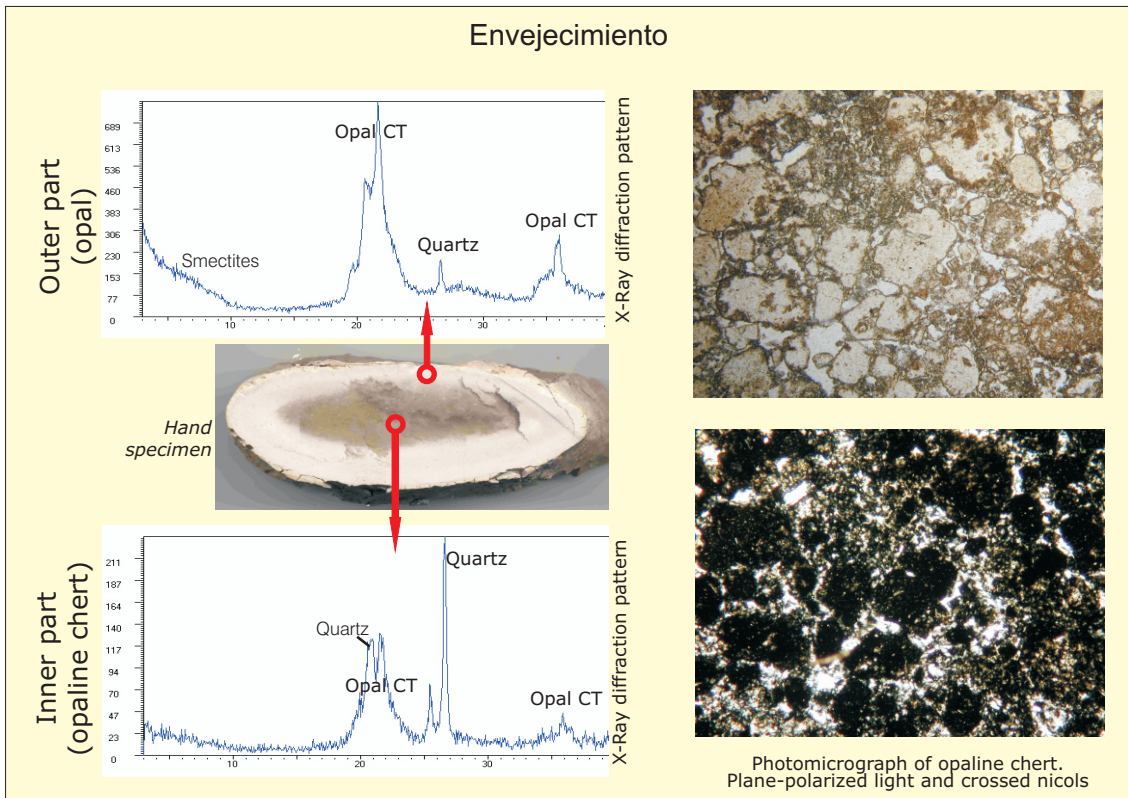 Envejecimiento
Outer part
(opal)
689
613
536
460
383
306
230
153
77
0
10
20
30
Opal CT
Smectites
Quartz
Opal CT
X-Ray diffraction pattern
Hand
specimen
Inner part
(opaline chert)
211
187
164
140
117
94
70
47
23
0
10
20
30
Quartz
Quartz
Opal CT
Opal CT
X-Ray diffraction pattern
Photomicrograph of opaline chert.
Plane-polarized light and crossed nicols